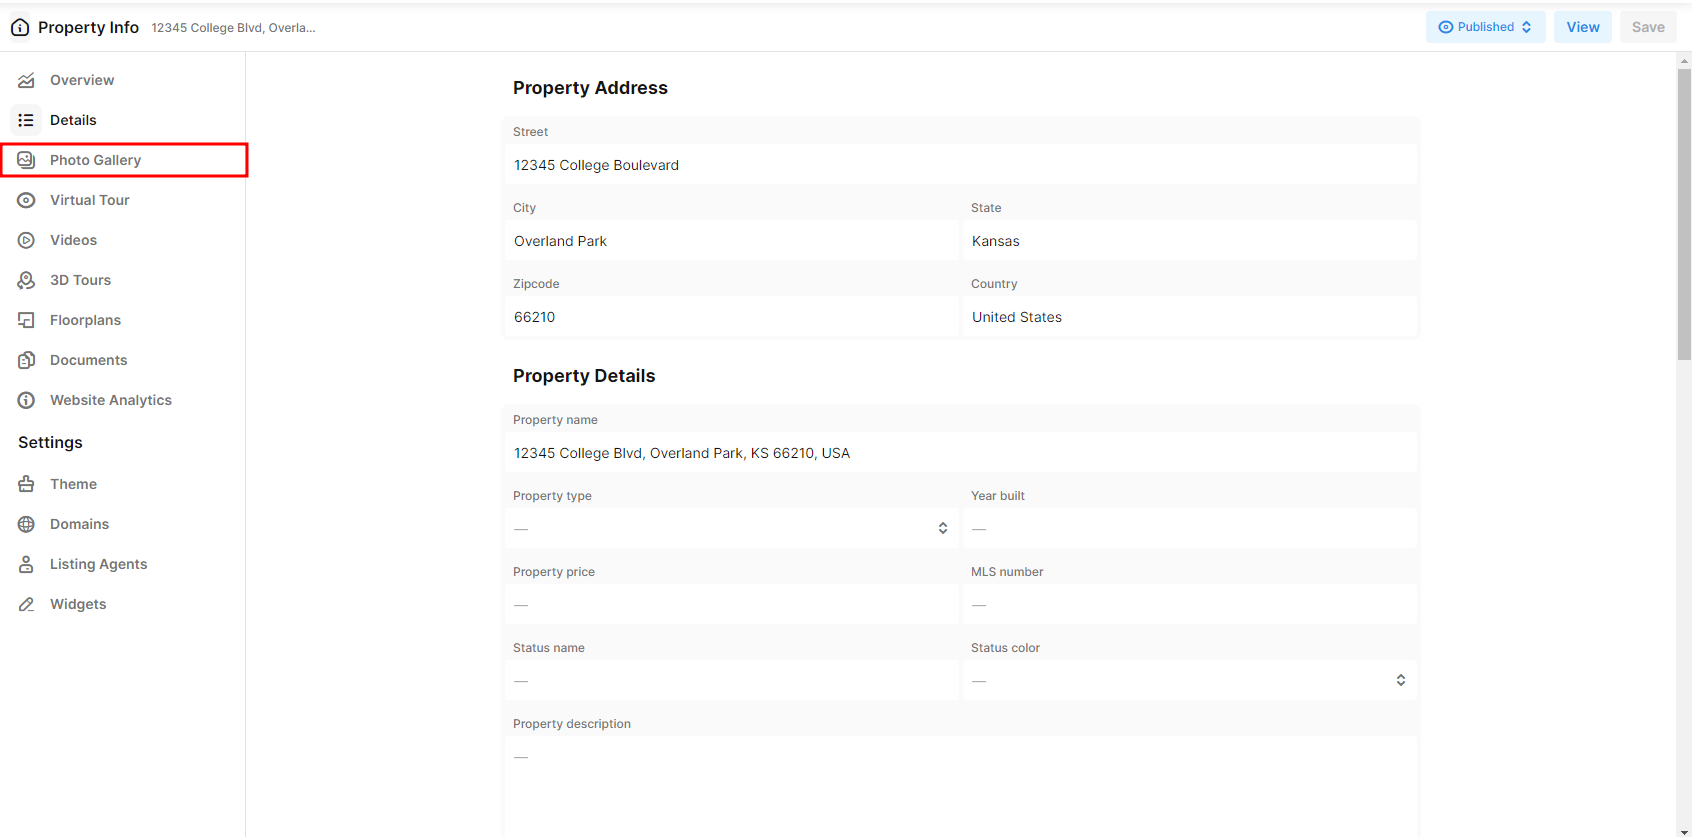 Property Info 12345 College Blvd, Overla...
Published View Save
Overview
Details
Photo Gallery
Virtual Tour
Videos
3D Tours
Floorplans
Documents
Website Analytics
Settings
Theme
Domains
Listing Agents
Widgets
Property Address
Street
12345 College Boulevard
City State
Overland Park Kansas
Zipcode Country
66210 United States
Property Details
Property name
12345 College Blvd, Overland Park, KS 66210, USA
Property type Year built
— —
Property price MLS number
— —
Status name Status color
— —
Property description
—